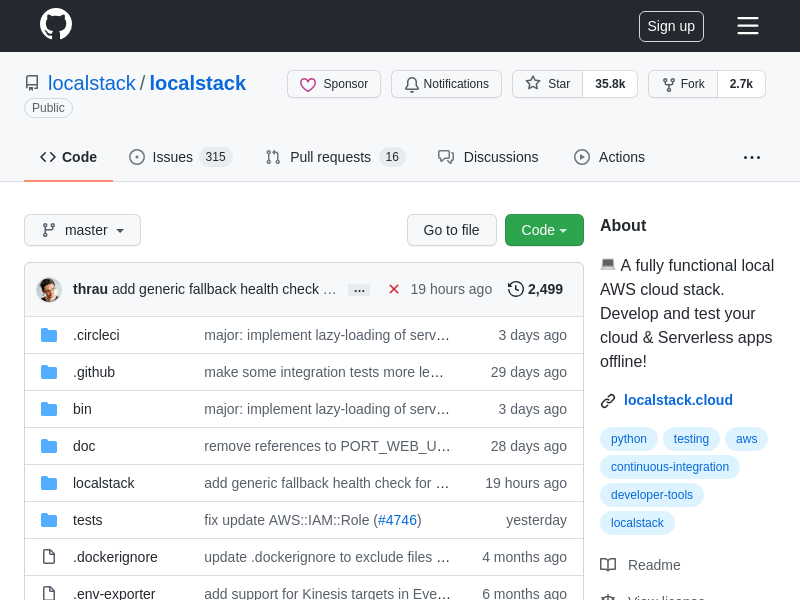 Sign up
localstack / localstack
Public
Sponsor
Notifications
Star 35.8k
Fork 2.7k
Code
Issues 315
Pull requests 16
Discussions
Actions
master
Go to file
Code
thrau add generic fallback health check … ... 19 hours ago 2,499
.circleci major: implement lazy-loading of serv… 3 days ago
.github make some integration tests more le… 29 days ago
bin major: implement lazy-loading of serv… 3 days ago
doc remove references to PORT_WEB_U… 28 days ago
localstack add generic fallback health check for … 19 hours ago
tests fix update AWS::IAM::Role (#4746) yesterday
.dockerignore update .dockerignore to exclude files … 4 months ago
.env-exporter add support for Kinesis targets in Eve… 6 months ago
About
A fully functional local
AWS cloud stack.
Develop and test your
cloud & Serverless apps
offline!
localstack.cloud
python testing aws
continuous-integration
developer-tools
localstack
Readme
View license